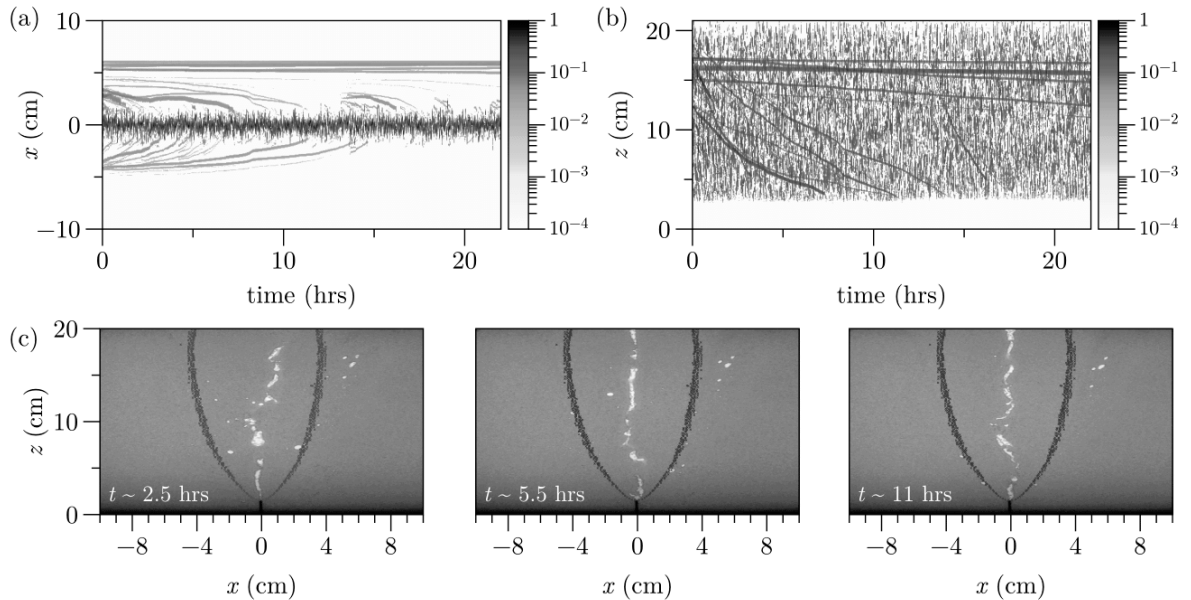 (a)
10
0
−10
x (cm)
0
10
20
time (hrs)
1
10−1
10−2
10−3
10−4
(b)
20
10
0
z (cm)
0
10
20
time (hrs)
1
10−1
10−2
10−3
10−4
(c)
20
10
0
z (cm)
t ~ 2.5 hrs
t ~ 5.5 hrs
t ~ 11 hrs
−8 −4 0 4 8
−8 −4 0 4 8
−8 −4 0 4 8
x (cm)
x (cm)
x (cm)